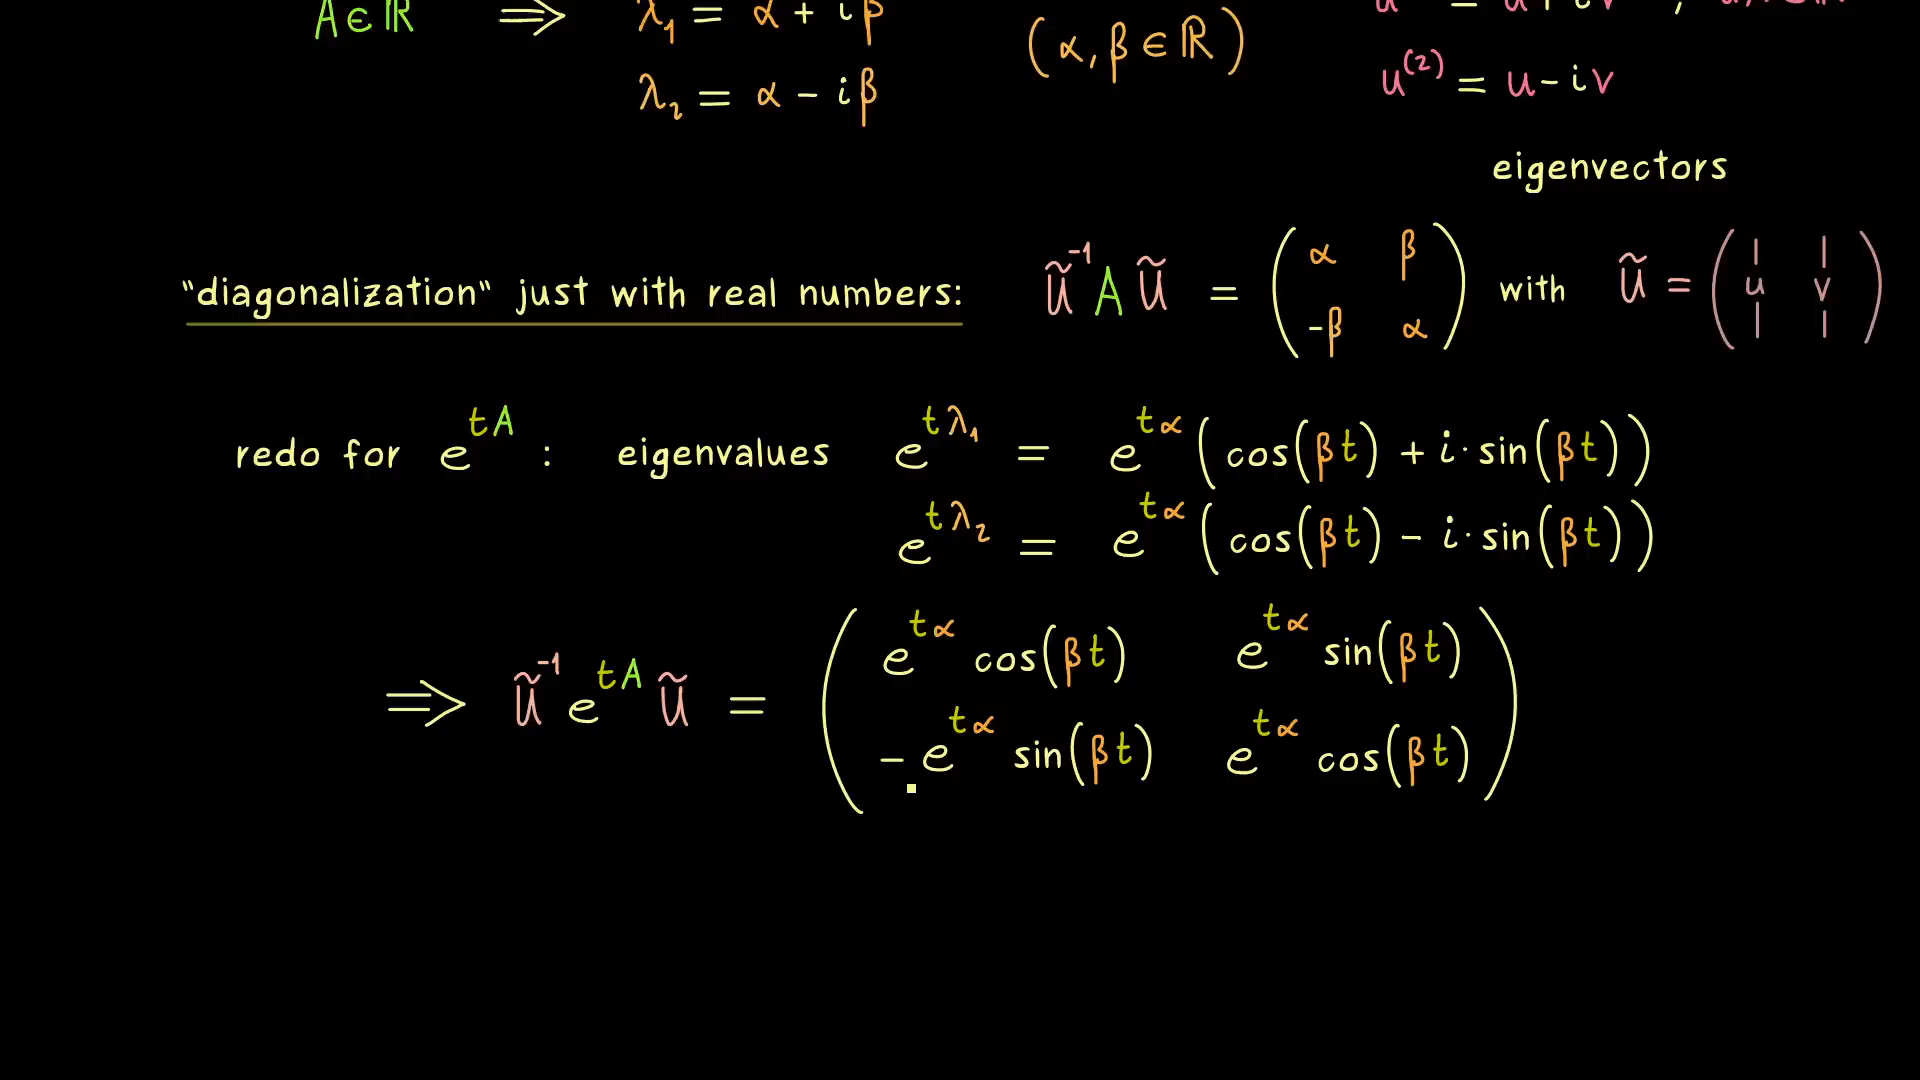 A ∈ ℝ ⟹ λ₁ = α + iβ
(α, β ∈ ℝ)
λ₂ = α − iβ
u⁽²⁾ = u − iv
eigenvectors
"diagonalization" just with real numbers: Ũ⁻¹ A Ũ = ( α β ; −β α ) with Ũ = ( | | ; u v ; | | )
redo for e^{tA} : eigenvalues e^{tλ₁} = e^{tα} (cos(βt) + i·sin(βt))
e^{tλ₂} = e^{tα} (cos(βt) − i·sin(βt))
⟹ Ũ⁻¹ e^{tA} Ũ = ( e^{tα} cos(βt) e^{tα} sin(βt) ; − e^{tα} sin(βt) e^{tα} cos(βt) )